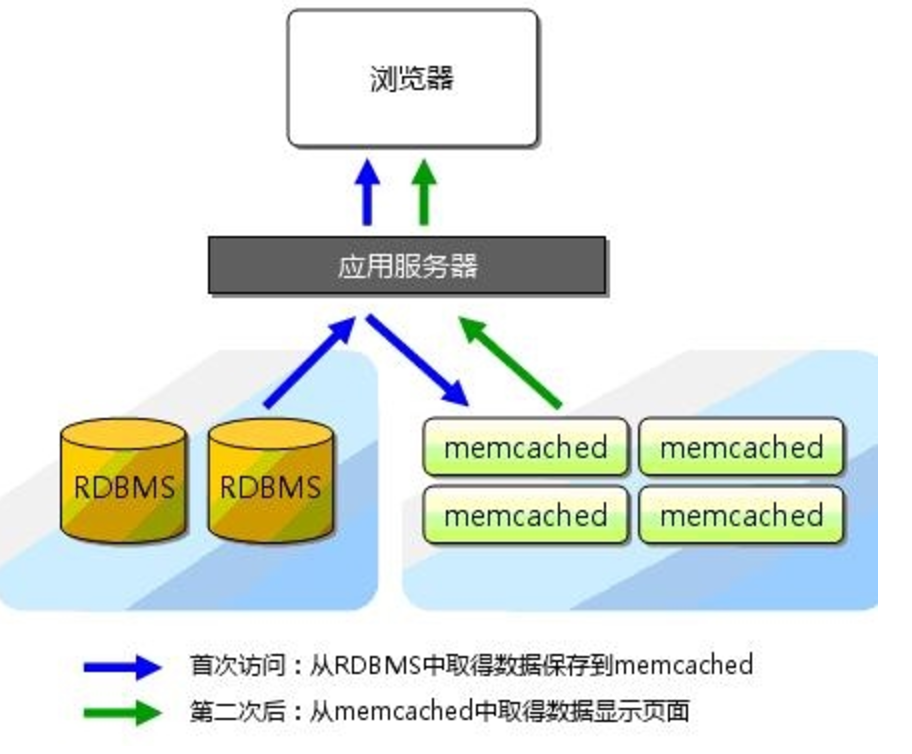 浏览器
应用服务器
RDBMS RDBMS
memcached memcached
memcached memcached
首次访问：从RDBMS中取得数据保存到memcached
第二次后：从memcached中取得数据显示页面